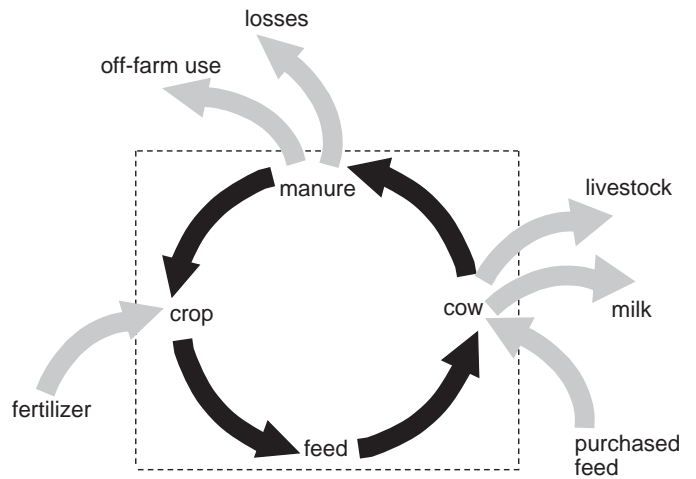 losses
off-farm use
manure
livestock
crop
cow
milk
fertilizer
feed
purchased
feed